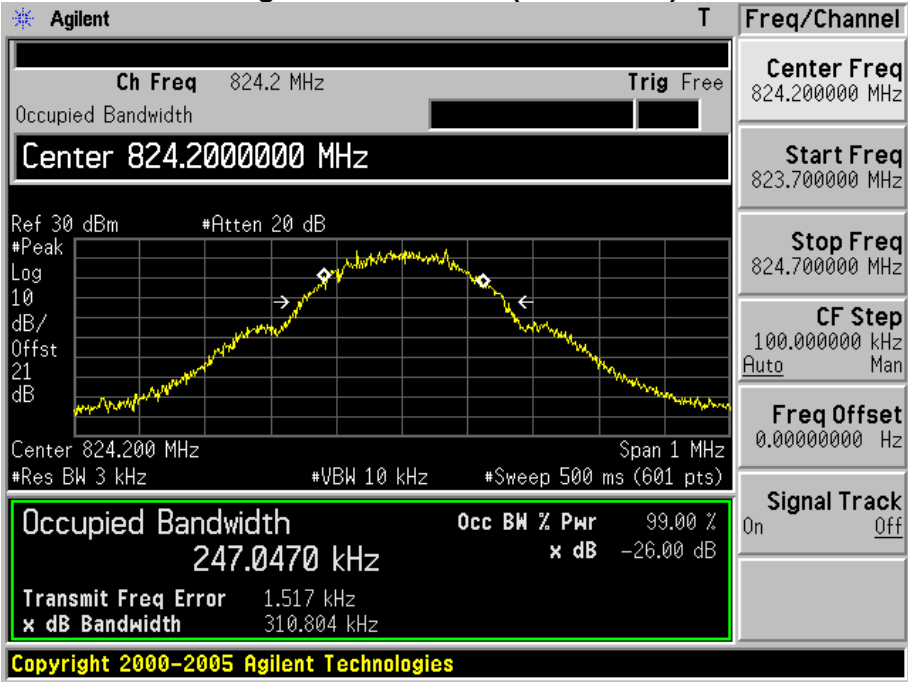 Agilent T Freq/Channel
Ch Freq 824.2 MHz Trig Free
Occupied Bandwidth
Center 824.2000000 MHz
Ref 30 dBm #Atten 20 dB
#Peak
Log
10
dB/
Offst
21
dB
Center 824.200 MHz Span 1 MHz
#Res BW 3 kHz #VBW 10 kHz #Sweep 500 ms (601 pts)
Occupied Bandwidth Occ BW % Pwr 99.00 %
247.0470 kHz x dB -26.00 dB
Transmit Freq Error 1.517 kHz
x dB Bandwidth 310.804 kHz
Copyright 2000-2005 Agilent Technologies
Center Freq
824.200000 MHz
Start Freq
823.700000 MHz
Stop Freq
824.700000 MHz
CF Step
100.000000 kHz
Auto Man
Freq Offset
0.00000000 Hz
Signal Track
On Off